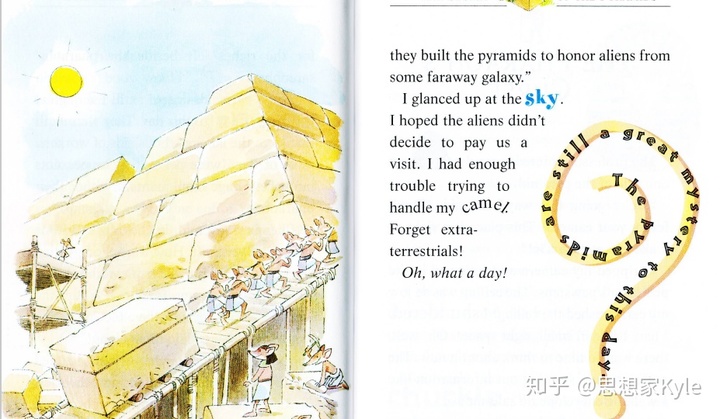 they built the pyramids to honor aliens from
some faraway galaxy."
I glanced up at the sky.
I hoped the aliens didn't
decide to pay us a
visit. I had enough
trouble trying to
handle my camel.
Forget extra-
terrestrials!
Oh, what a day!
The pyramids are still a great mystery to this day.
知乎 @思想家Kyle